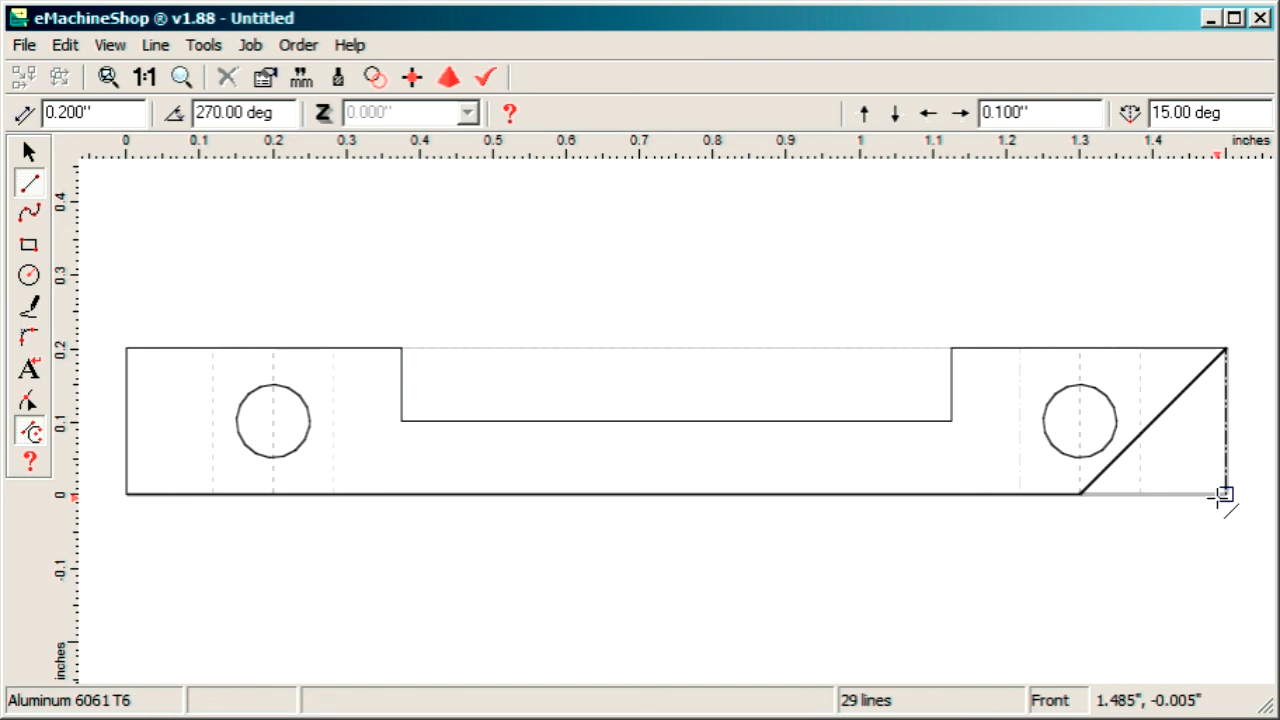 eMachineShop ® v1.88 - Untitled
File Edit View Line Tools Job Order Help
1:1 mm
0.200" 270.00 deg Z 0.000" ? 0.100" 15.00 deg
0 0.1 0.2 0.3 0.4 0.5 0.6 0.7 0.8 0.9 1 1.1 1.2 1.3 1.4 inches
0.4
0.3
0.2
0.1
0
-0.1
inches
A
?
Aluminum 6061 T6 29 lines Front 1.485", -0.005"